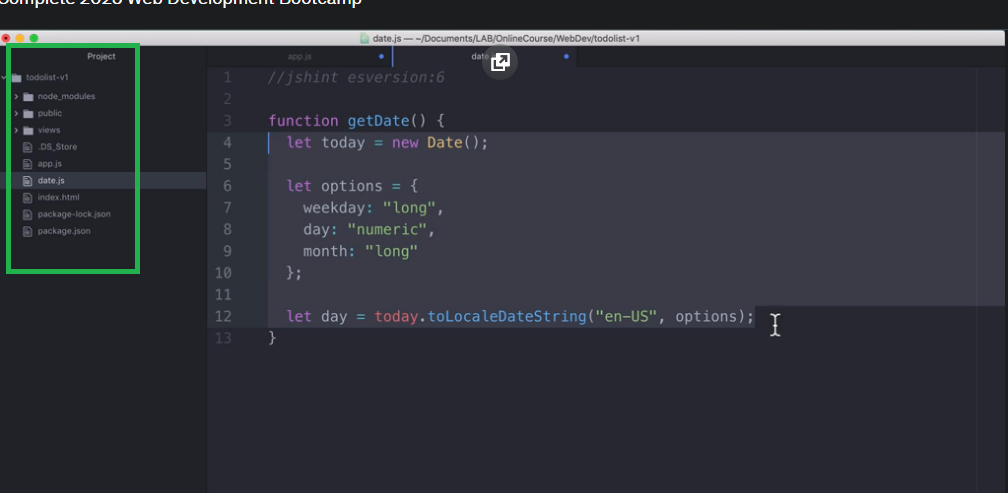 Complete 2023 Web Development Bootcamp
date.js — ~/Documents/LAB/OnlineCourse/WebDev/todolist-v1
Project
todolist-v1
node_modules
public
views
.DS_Store
app.js
date.js
index.html
package-lock.json
package.json
app.js
date
1 //jshint esversion:6
2
3 function getDate() {
4 let today = new Date();
5
6 let options = {
7 weekday: "long",
8 day: "numeric",
9 month: "long"
10 };
11
12 let day = today.toLocaleDateString("en-US", options);
13 }